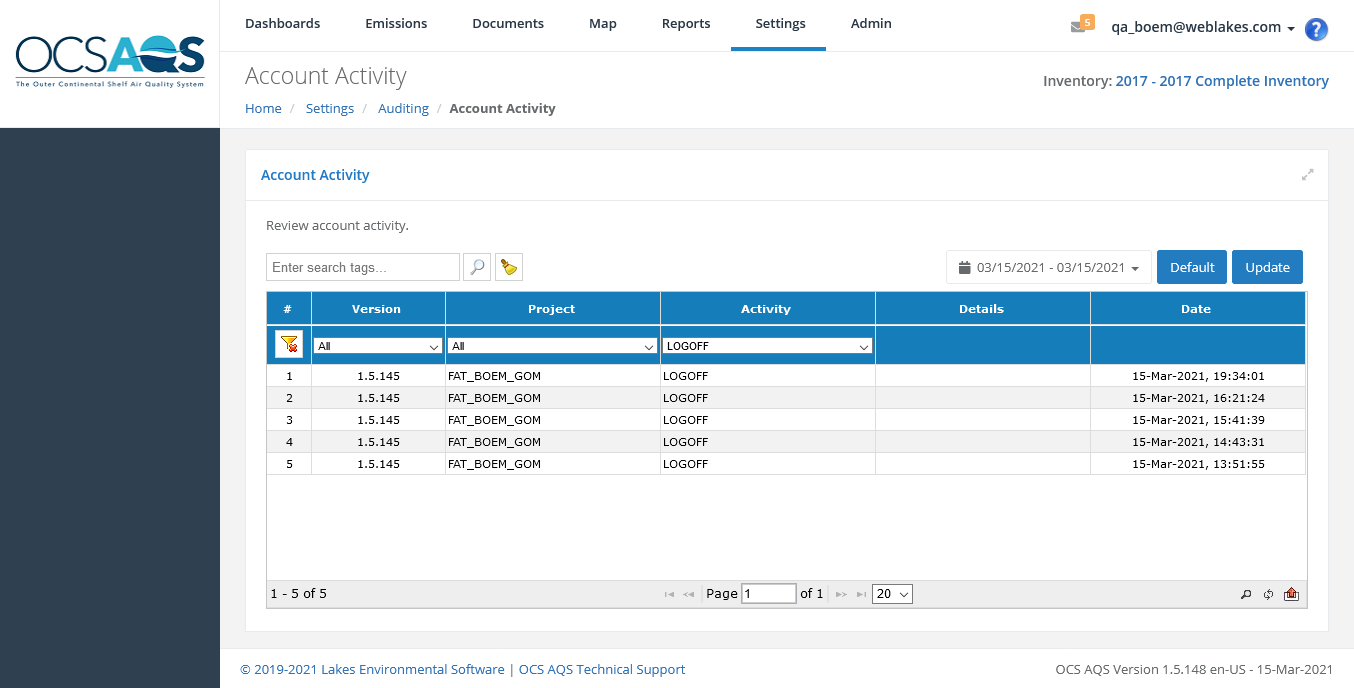 OCSAQS
The Outer Continental Shelf Air Quality System
Dashboards Emissions Documents Map Reports Settings Admin
5 qa_boem@weblakes.com ?
Account Activity
Inventory: 2017 - 2017 Complete Inventory
Home / Settings / Auditing / Account Activity
Account Activity
Review account activity.
Enter search tags... 03/15/2021 - 03/15/2021 Default Update
# Version Project Activity Details Date
All All LOGOFF
1 1.5.145 FAT_BOEM_GOM LOGOFF 15-Mar-2021, 19:34:01
2 1.5.145 FAT_BOEM_GOM LOGOFF 15-Mar-2021, 16:21:24
3 1.5.145 FAT_BOEM_GOM LOGOFF 15-Mar-2021, 15:41:39
4 1.5.145 FAT_BOEM_GOM LOGOFF 15-Mar-2021, 14:43:31
5 1.5.145 FAT_BOEM_GOM LOGOFF 15-Mar-2021, 13:51:55
1 - 5 of 5 Page 1 of 1 20
© 2019-2021 Lakes Environmental Software | OCS AQS Technical Support OCS AQS Version 1.5.148 en-US - 15-Mar-2021